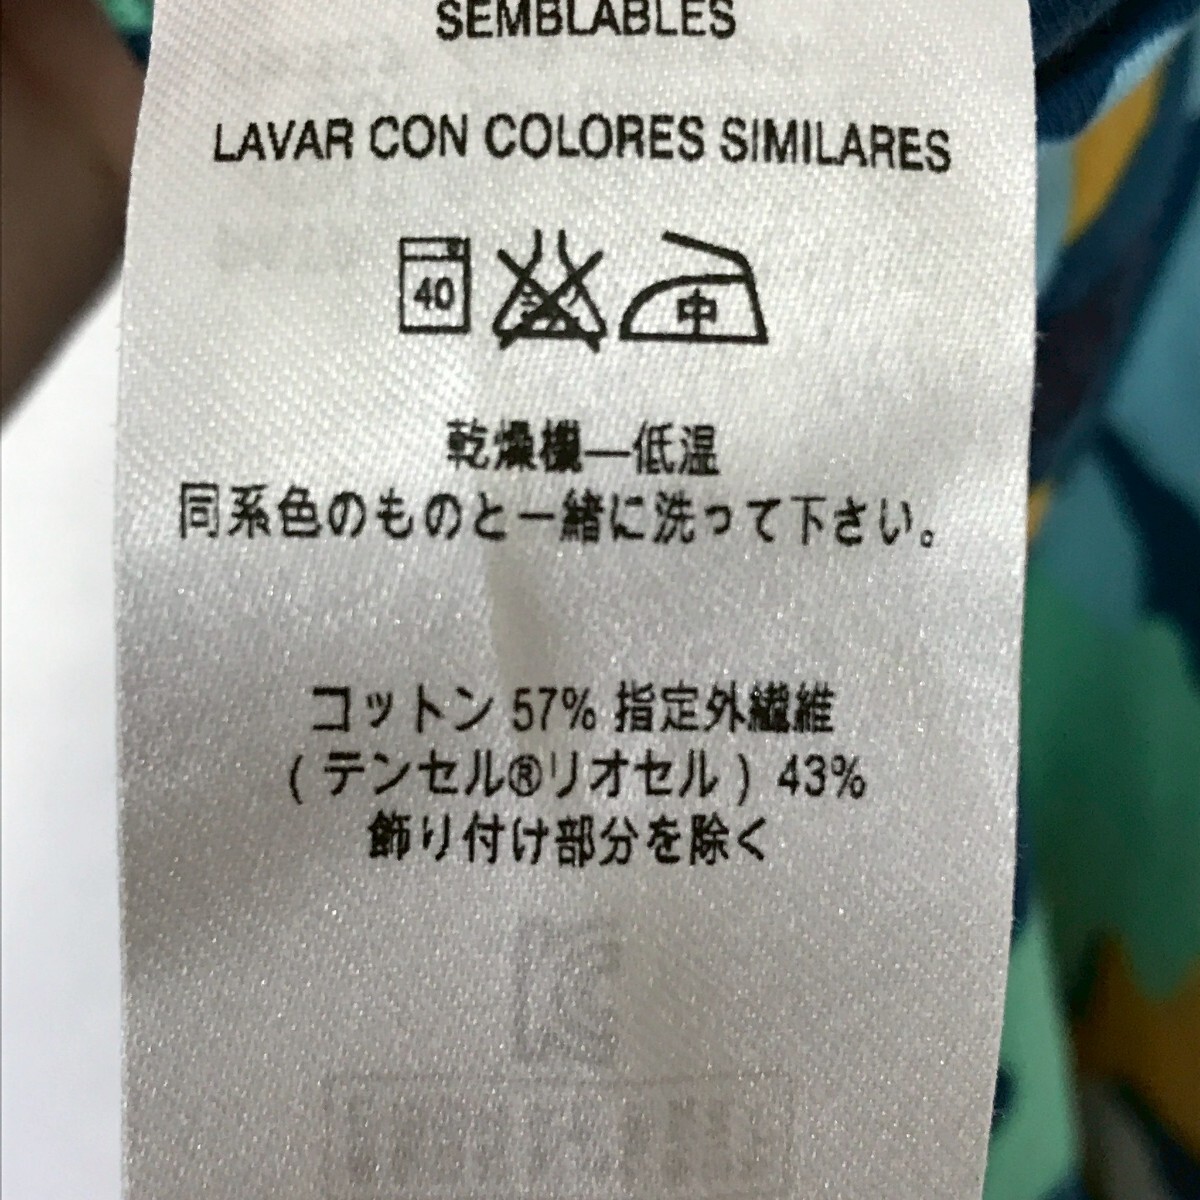 SEMBLABLES
LAVAR CON COLORES SIMILARES
40 中
乾燥機—低温
同系色のものと一緒に洗って下さい。
コットン 57% 指定外繊維
( テンセル®リオセル ) 43%
飾り付け部分を除く